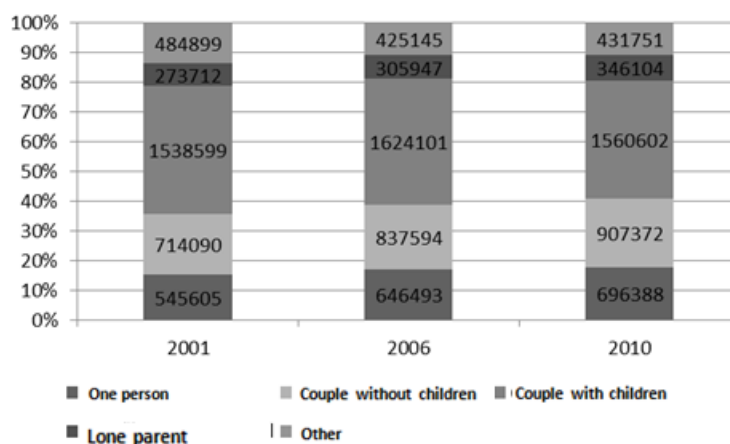 100%
90%
80%
70%
60%
50%
40%
30%
20%
10%
0%
484899 425145 431751
273712 305947 346104
1538599 1624101 1560602
714090 837594 907372
545605 646493 696388
2001 2006 2010
One person Couple without children Couple with children
Lone parent Other